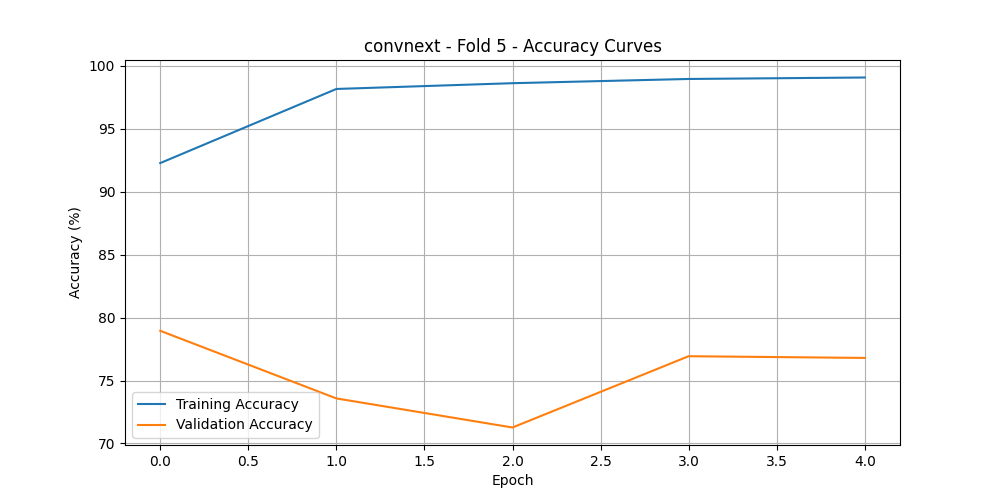 convnext - Fold 5 - Accuracy Curves
Accuracy (%)
100
95
90
85
80
75
70
Training Accuracy
Validation Accuracy
0.0 0.5 1.0 1.5 2.0 2.5 3.0 3.5 4.0
Epoch